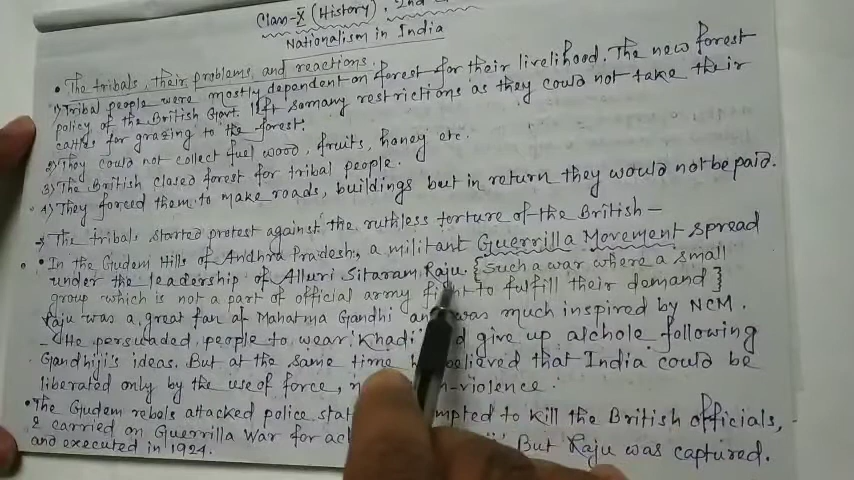 Class-X (History), 2nd
Nationalism in India
• The tribals, their problems, and reactions.
1) Tribal people were mostly dependent on forest for their livelihood. The new forest
policy of the British Govt. lift somany restrictions as they could not take their
cattles for grazing to the forest.
2) They could not collect fuel wood, fruits, honey etc.
3) The British closed forest for tribal people.
4) They forced them to make roads, buildings but in return they would not be paid.
→ The tribals started protest against the ruthless torture of the British —
• In the Gudem Hills of Andhra Pradesh, a militant Guerrilla Movement spread
under the leadership of Alluri Sitaram Raju. {Such a war where a small
group which is not a part of official army fight to fulfill their demand}
Raju was a great fan of Mahatma Gandhi and was much inspired by NCM.
– He persuaded people to wear Khadi give up alchole following
Gandhiji's ideas. But at the same time believed that India could be
liberated only by the use of force, n-violence.
• The Gudem rebels attacked police stat mpted to kill the British officials,
& carried on Guerrilla War for ac But Raju was captured.
and executed in 1924.